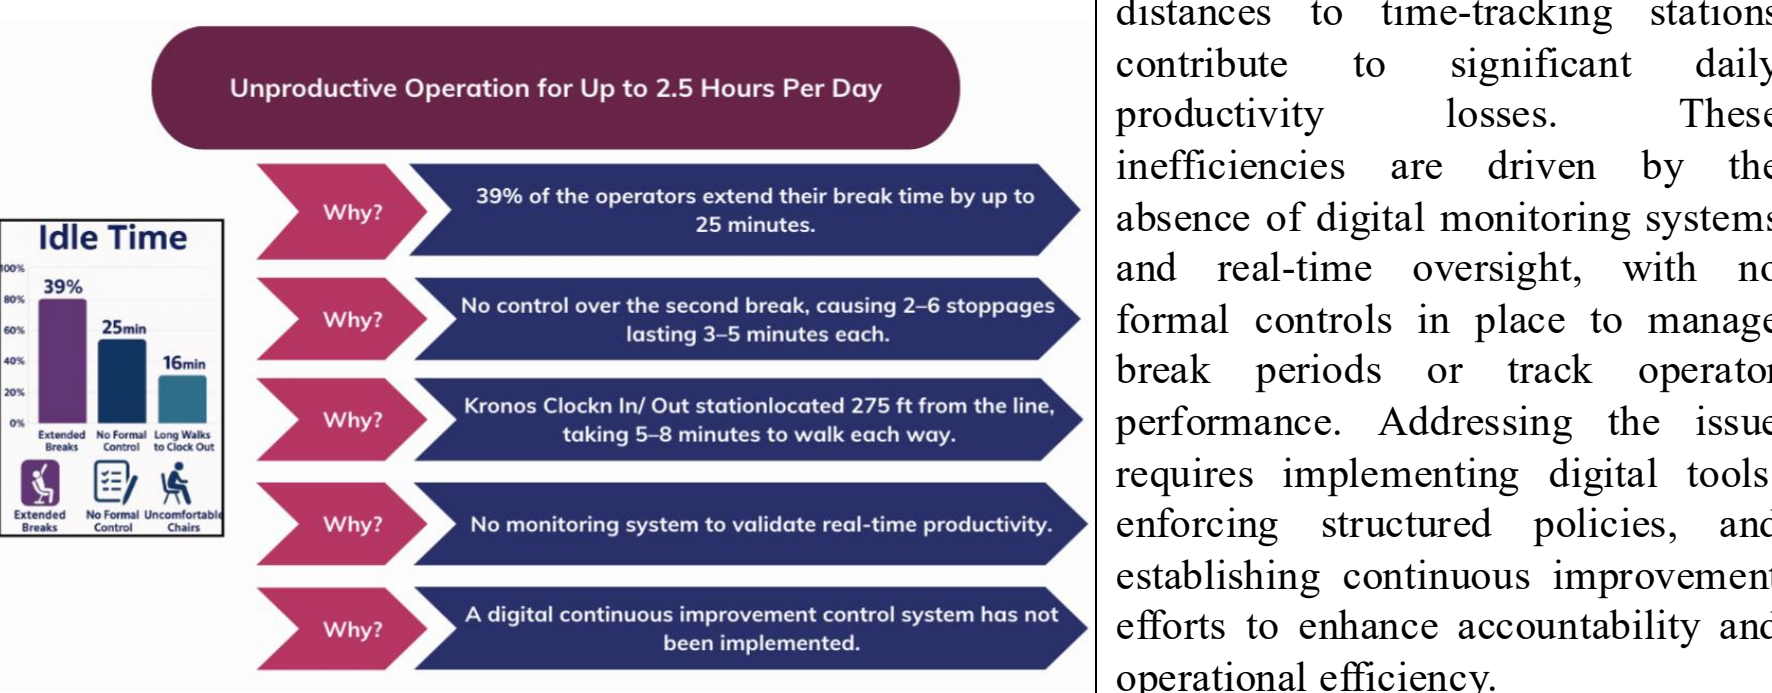 Unproductive Operation for Up to 2.5 Hours Per Day
Why?
39% of the operators extend their break time by up to
25 minutes.
Why?
No control over the second break, causing 2–6 stoppages
lasting 3–5 minutes each.
Why?
Kronos Clockn In/ Out stationlocated 275 ft from the line,
taking 5–8 minutes to walk each way.
Why?
No monitoring system to validate real-time productivity.
Why?
A digital continuous improvement control system has not
been implemented.
Idle Time
100%
80%
60%
40%
20%
0%
39%
25min
16min
Extended
Breaks
No Formal
Control
Long Walks
to Clock Out
Extended
Breaks
No Formal
Control
Uncomfortable
Chairs
distances to time-tracking stations
contribute to significant daily
productivity losses. These
inefficiencies are driven by the
absence of digital monitoring systems
and real-time oversight, with no
formal controls in place to manage
break periods or track operator
performance. Addressing the issue
requires implementing digital tools
enforcing structured policies, and
establishing continuous improvement
efforts to enhance accountability and
operational efficiency.